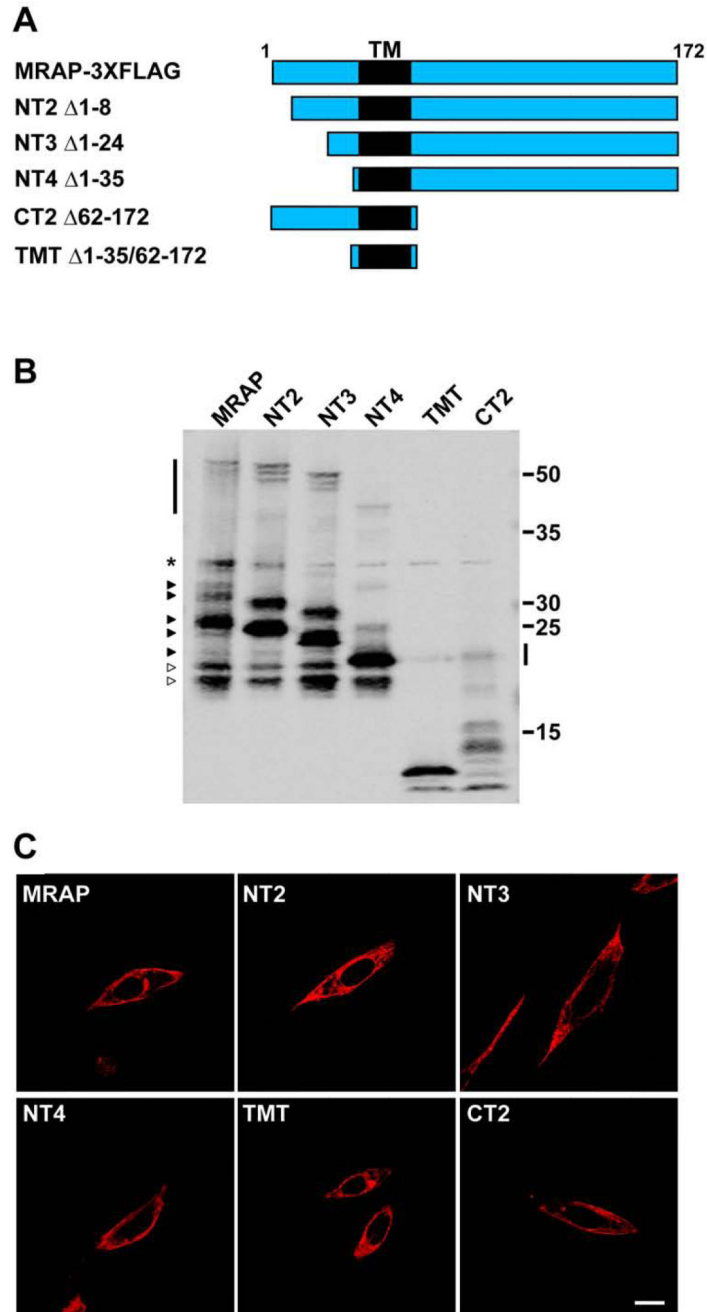 A
1 TM 172
MRAP-3XFLAG
NT2 Δ1-8
NT3 Δ1-24
NT4 Δ1-35
CT2 Δ62-172
TMT Δ1-35/62-172
B
MRAP NT2 NT3 NT4 TMT CT2
50
35
*
30
25
15
C
MRAP NT2 NT3
NT4 TMT CT2